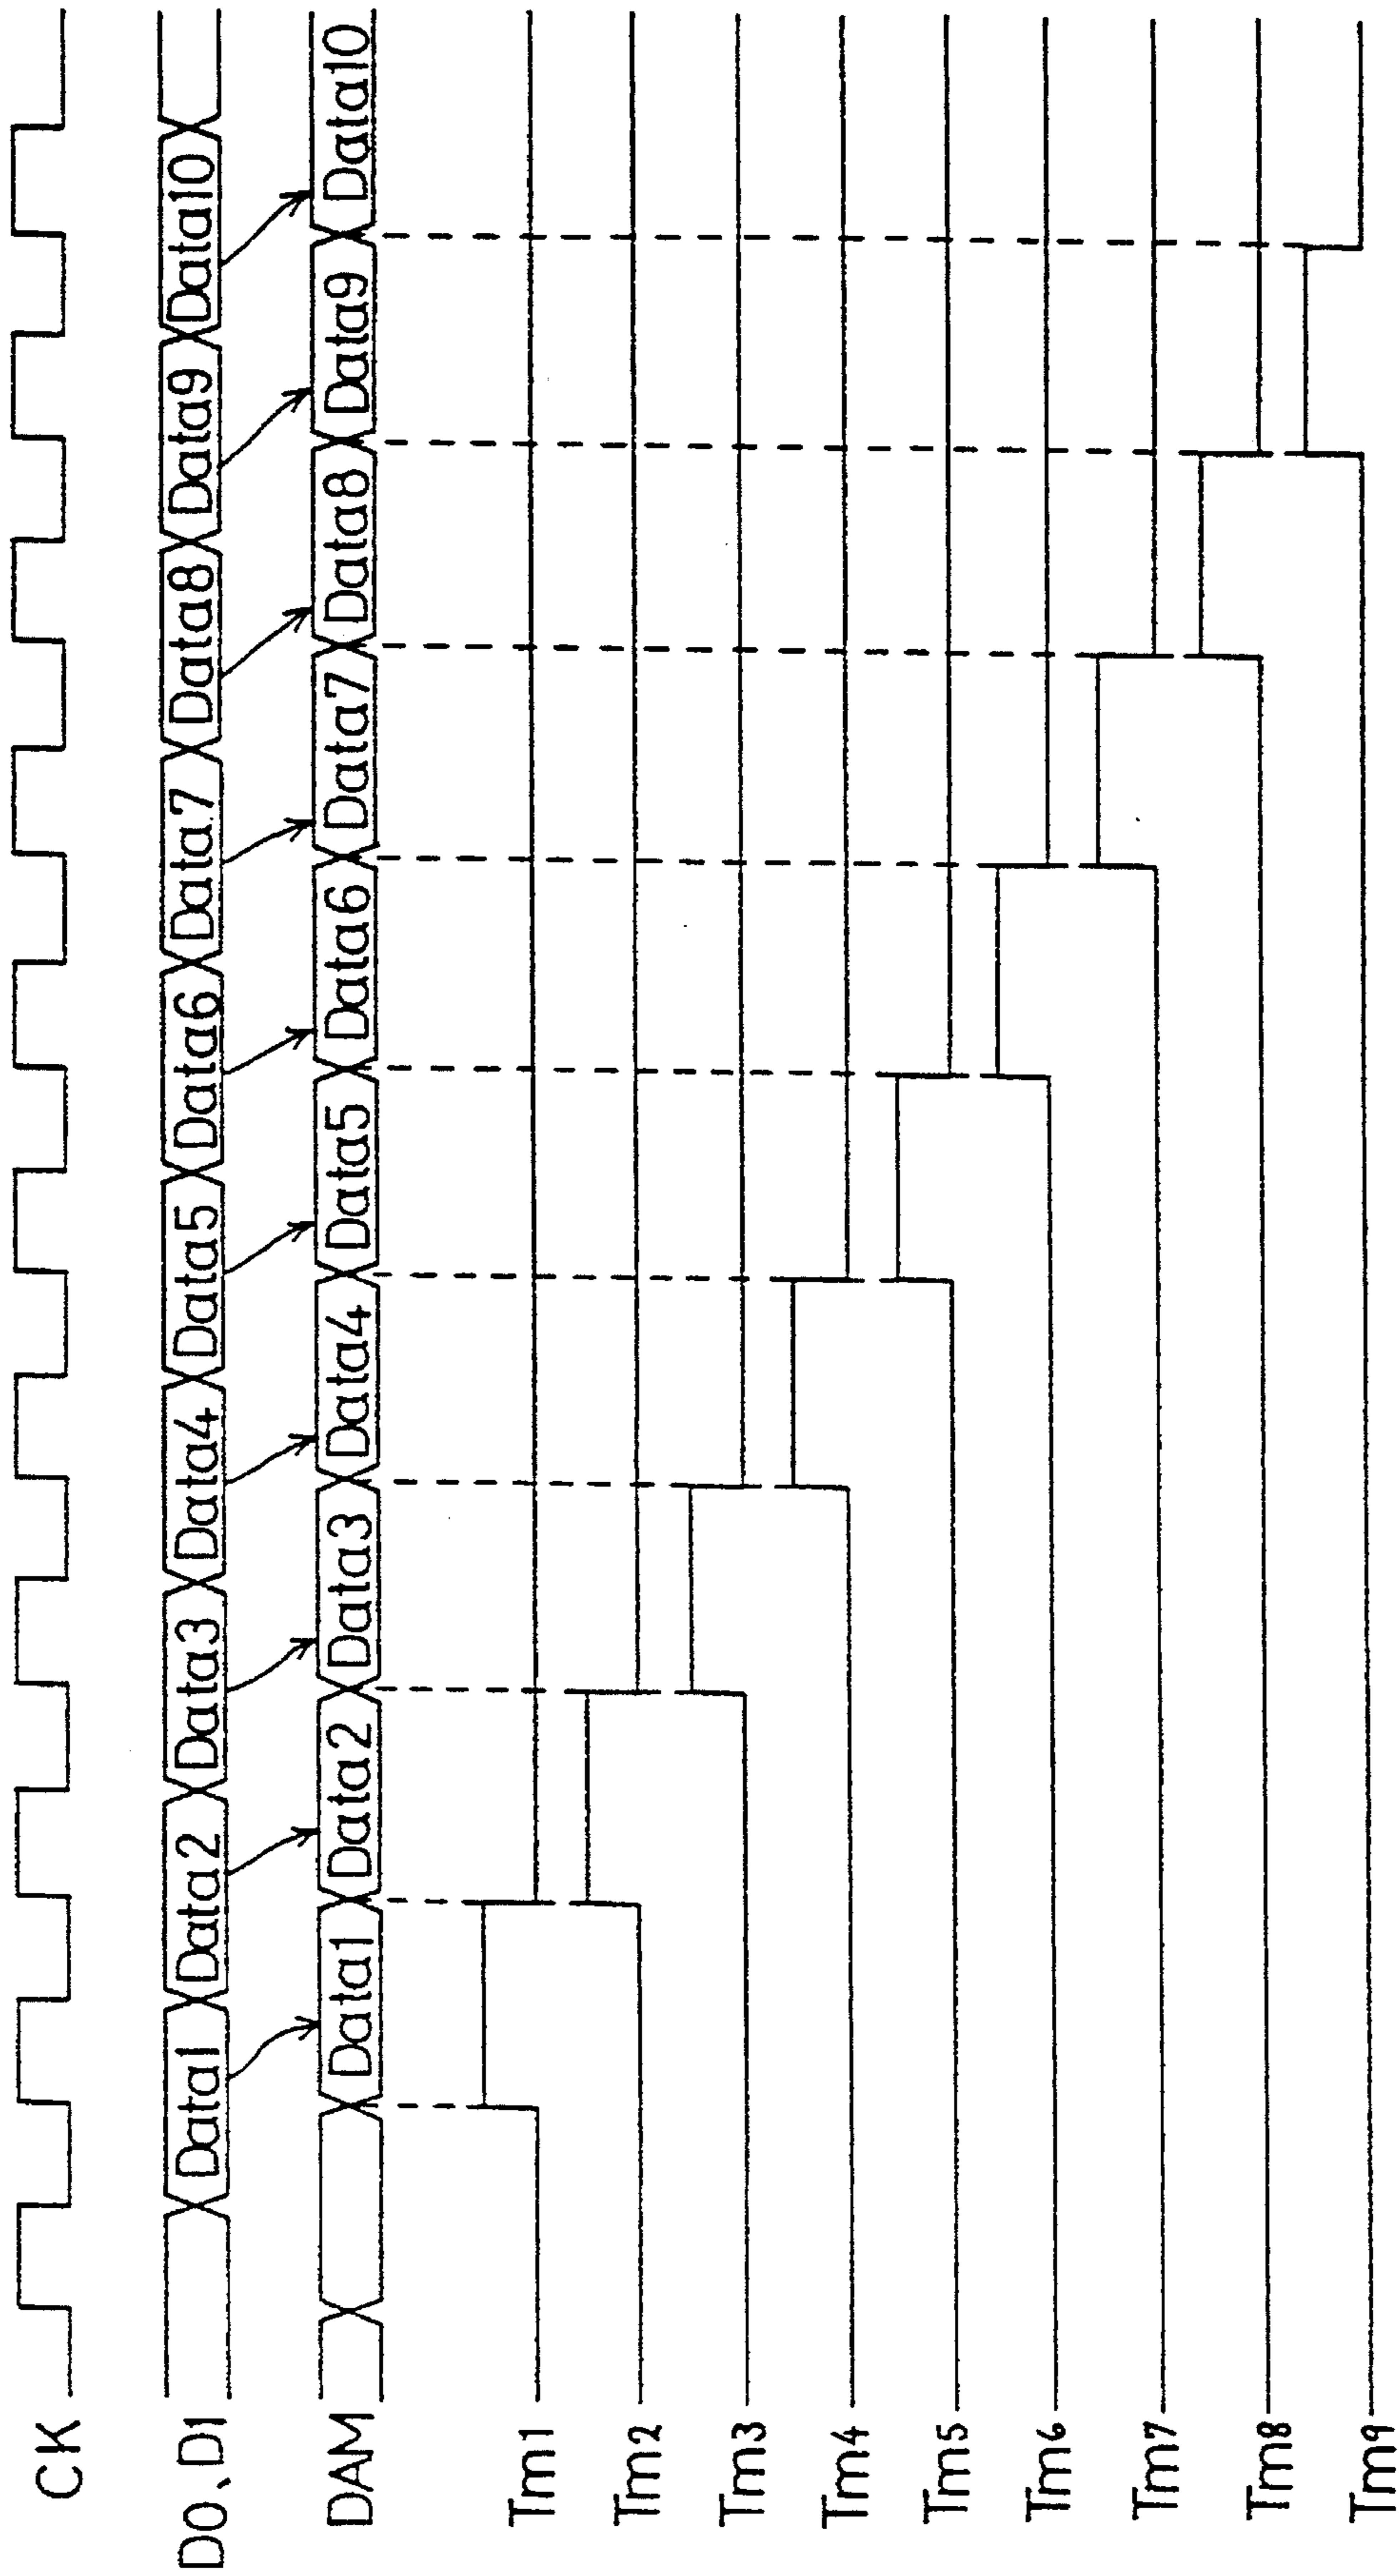 CK
D0、D1
Data1 Data2 Data3 Data4 Data5 Data6 Data7 Data8 Data9 Data10
DAM
Data1 Data2 Data3 Data4 Data5 Data6 Data7 Data8 Data9 Data10
Tm1
Tm2
Tm3
Tm4
Tm5
Tm6
Tm7
Tm8
Tm9